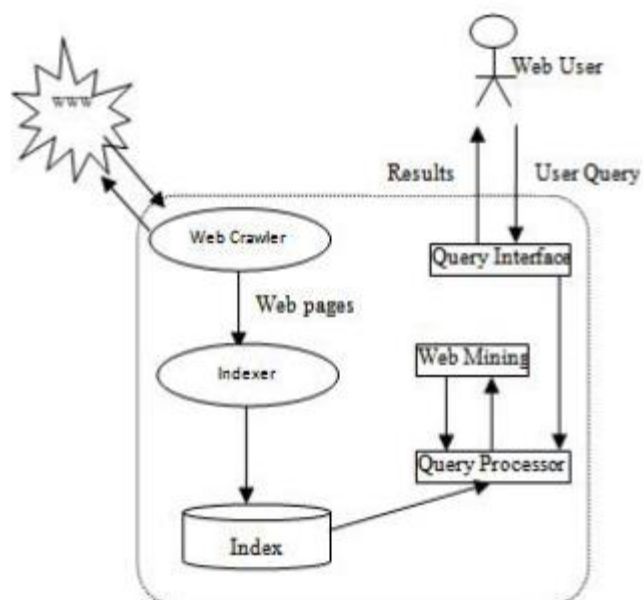 WWW
Web User
Results
User Query
Web Crawler
Query Interface
Web pages
Web Mining
Indexer
Query Processor
Index